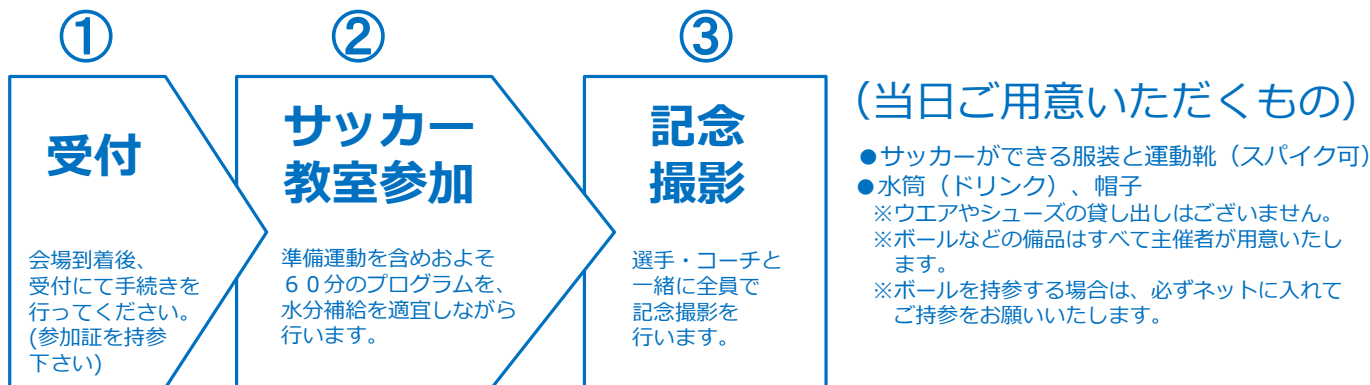 ①
受付
会場到着後、
受付にて手続きを
行ってください。
(参加証を持参
下さい)
②
サッカー
教室参加
準備運動を含めおよそ
６０分のプログラムを、
水分補給を適宜しながら
行います。
③
記念
撮影
選手・コーチと
一緒に全員で
記念撮影を
行います。
（当日ご用意いただくもの）
●サッカーができる服装と運動靴（スパイク可）
●水筒（ドリンク）、帽子
※ウエアやシューズの貸し出しはございません。
※ボールなどの備品はすべて主催者が用意いたし
ます。
※ボールを持参する場合は、必ずネットに入れて
ご持参をお願いいたします。